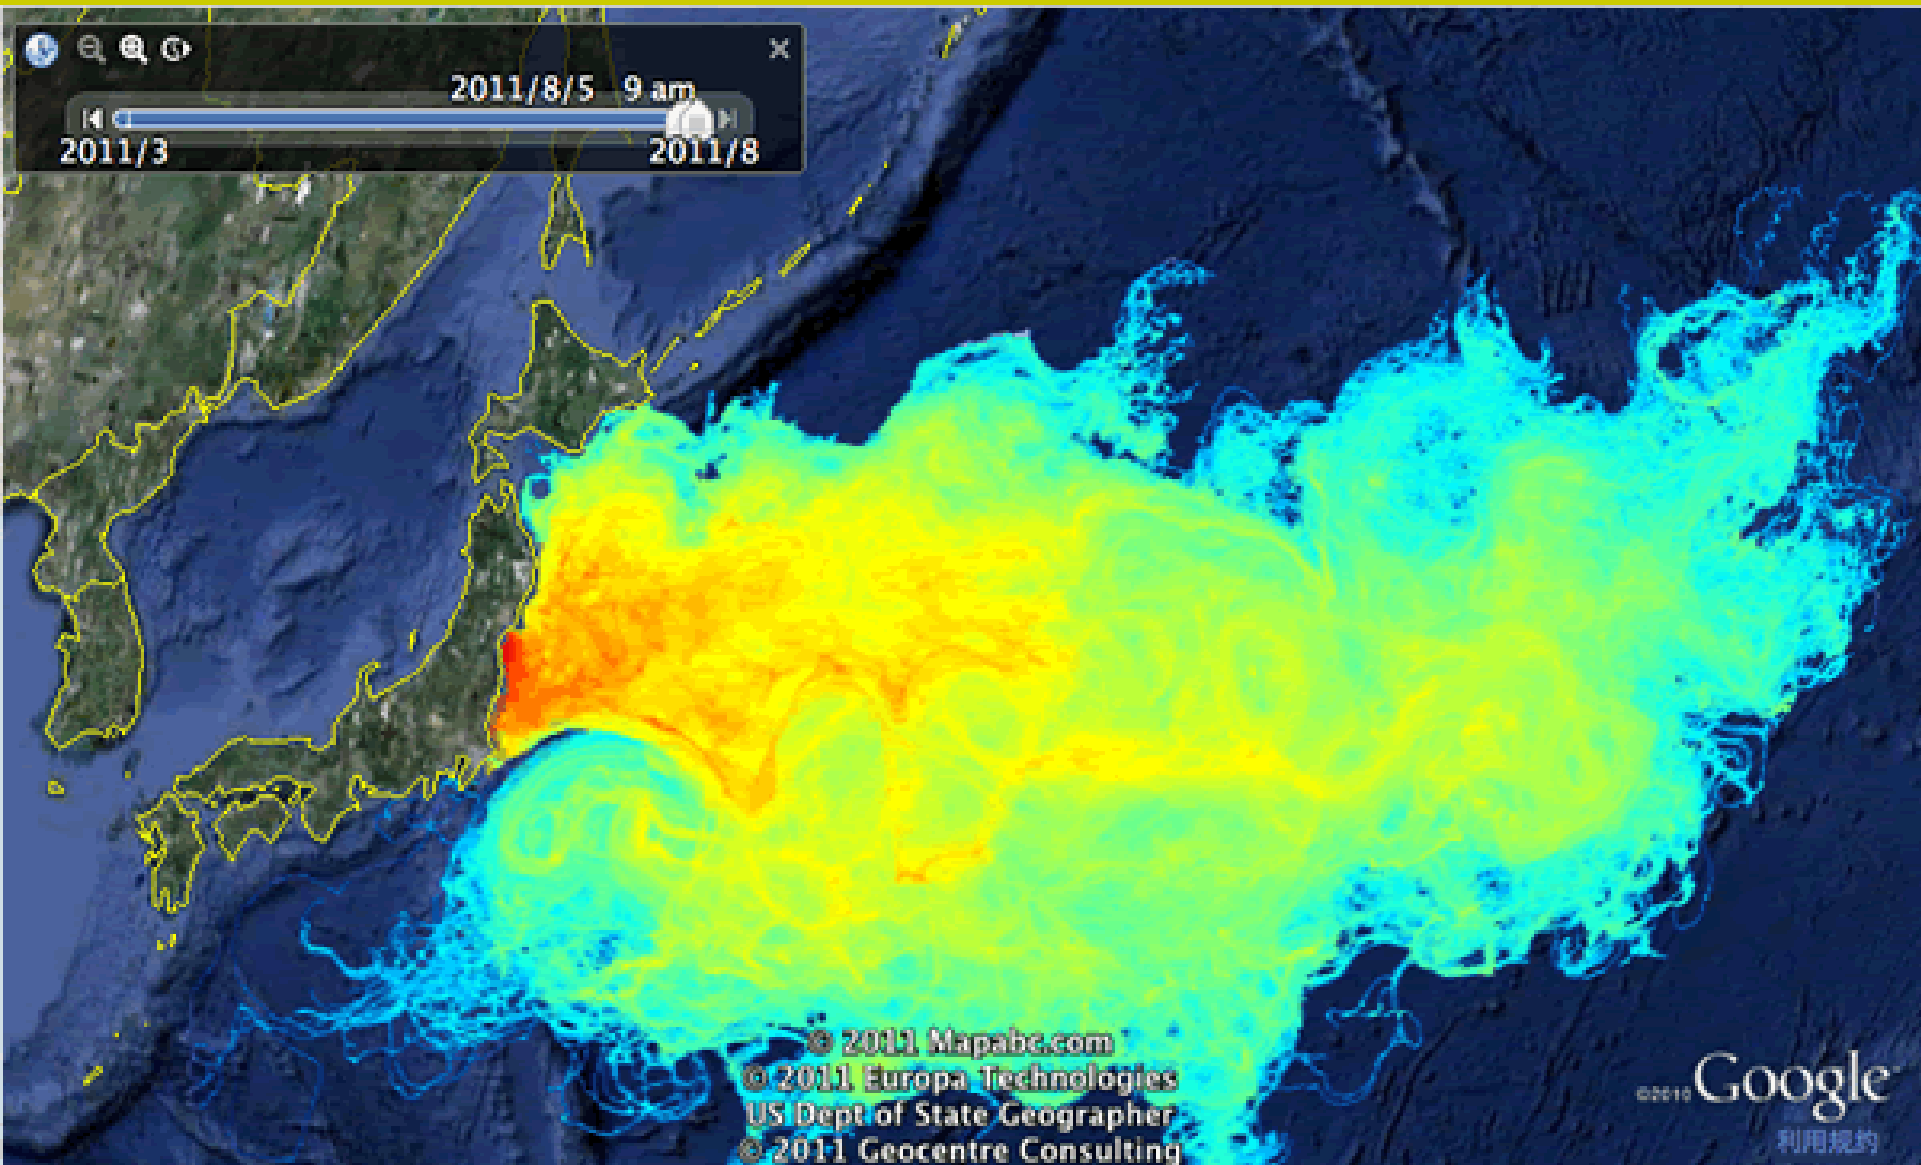 2011/8/5 9 am
2011/3
2011/8
© 2011 Mapabc.com
© 2011 Europa Technologies
US Dept of State Geographer
© 2011 Geocentre Consulting
©2010 Google
利用規約